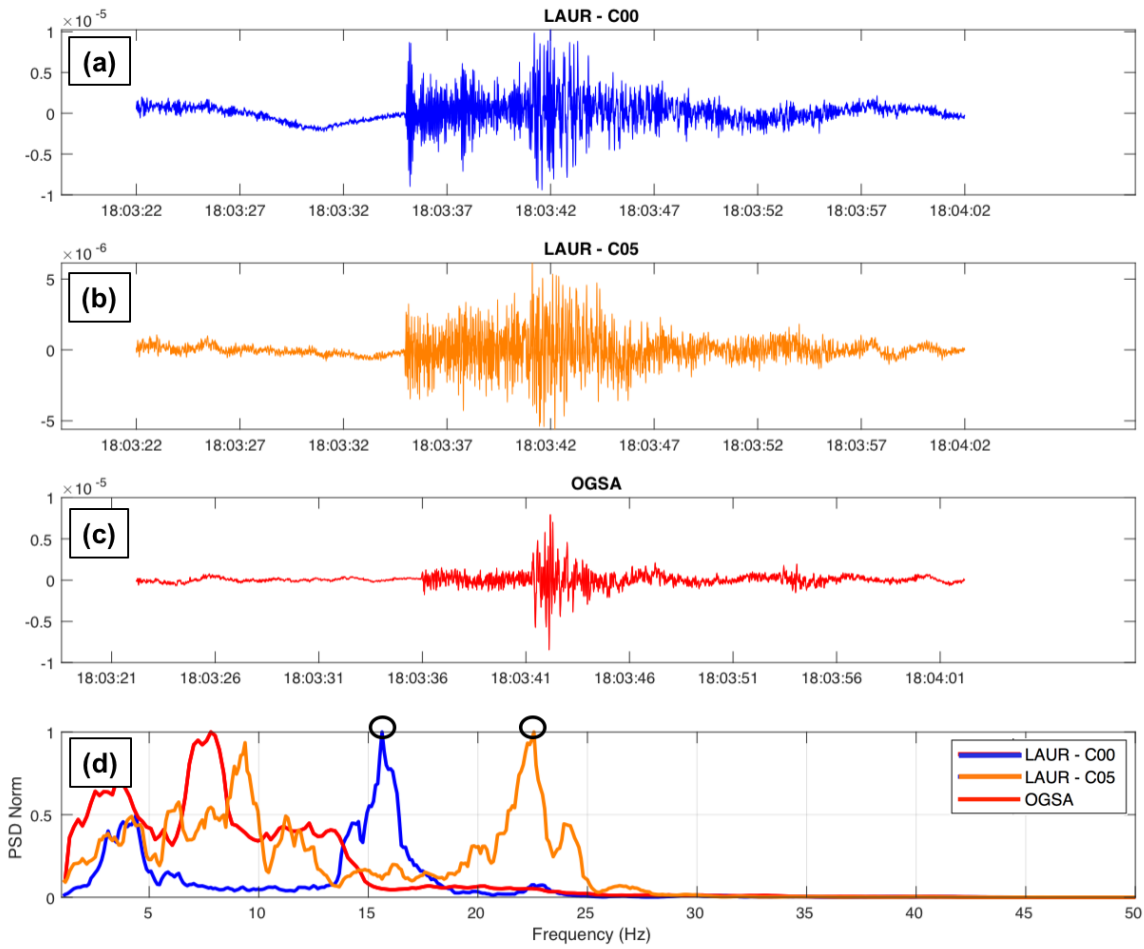 LAUR - C00
×10 -5
(a)
1
0.5
0
-0.5
-1
18:03:22 18:03:27 18:03:32 18:03:37 18:03:42 18:03:47 18:03:52 18:03:57 18:04:02
LAUR - C05
×10 -6
(b)
5
0
-5
18:03:22 18:03:27 18:03:32 18:03:37 18:03:42 18:03:47 18:03:52 18:03:57 18:04:02
OGSA
×10 -5
(c)
1
0.5
0
-0.5
-1
18:03:21 18:03:26 18:03:31 18:03:36 18:03:41 18:03:46 18:03:51 18:03:56 18:04:01
(d)
PSD Norm
1
0.5
0
LAUR - C00
LAUR - C05
OGSA
5 10 15 20 25 30 35 40 45 50
Frequency (Hz)